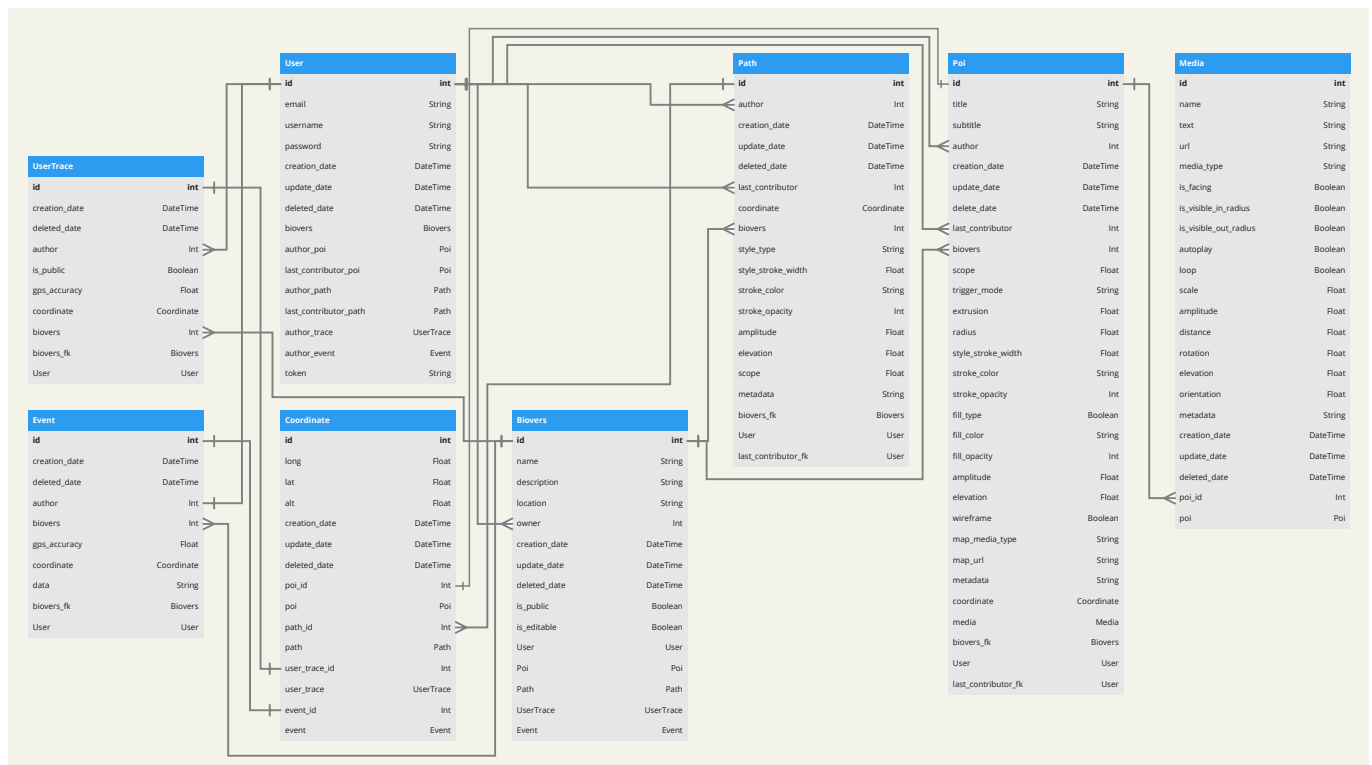 User
id int
email String
username String
password String
creation_date DateTime
update_date DateTime
deleted_date DateTime
biovers Biovers
author_poi Poi
last_contributor_poi Poi
author_path Path
last_contributor_path Path
author_trace UserTrace
author_event Event
token String
Path
id int
author Int
creation_date DateTime
update_date DateTime
deleted_date DateTime
last_contributor Int
coordinate Coordinate
biovers Int
style_type String
style_stroke_width Float
stroke_color String
stroke_opacity Int
amplitude Float
elevation Float
scope Float
metadata String
biovers_fk Biovers
User User
last_contributor_fk User
Poi
id int
title String
subtitle String
author Int
creation_date DateTime
update_date DateTime
delete_date DateTime
last_contributor Int
biovers Int
scope Float
trigger_mode String
extrusion Float
radius Float
style_stroke_width Float
stroke_color String
stroke_opacity Int
fill_type Boolean
fill_color String
fill_opacity Int
amplitude Float
elevation Float
wireframe Boolean
map_media_type String
map_url String
metadata String
coordinate Coordinate
media Media
biovers_fk Biovers
User User
last_contributor_fk User
Media
id int
name String
text String
url String
media_type String
is_facing Boolean
is_visible_in_radius Boolean
is_visible_out_radius Boolean
autoplay Boolean
loop Boolean
scale Float
amplitude Float
distance Float
rotation Float
elevation Float
orientation Float
metadata String
creation_date DateTime
update_date DateTime
deleted_date DateTime
poi_id Int
poi Poi
UserTrace
id int
creation_date DateTime
deleted_date DateTime
author Int
is_public Boolean
gps_accuracy Float
coordinate Coordinate
biovers Int
biovers_fk Biovers
User User
Event
id int
creation_date DateTime
deleted_date DateTime
author Int
biovers Int
gps_accuracy Float
coordinate Coordinate
data String
biovers_fk Biovers
User User
Coordinate
id int
long Float
lat Float
alt Float
creation_date DateTime
update_date DateTime
deleted_date DateTime
poi_id Int
poi Poi
path_id Int
path Path
user_trace_id Int
user_trace UserTrace
event_id Int
event Event
Biovers
id int
name String
description String
location String
owner Int
creation_date DateTime
update_date DateTime
deleted_date DateTime
is_public Boolean
is_editable Boolean
User User
Poi Poi
Path Path
UserTrace UserTrace
Event Event